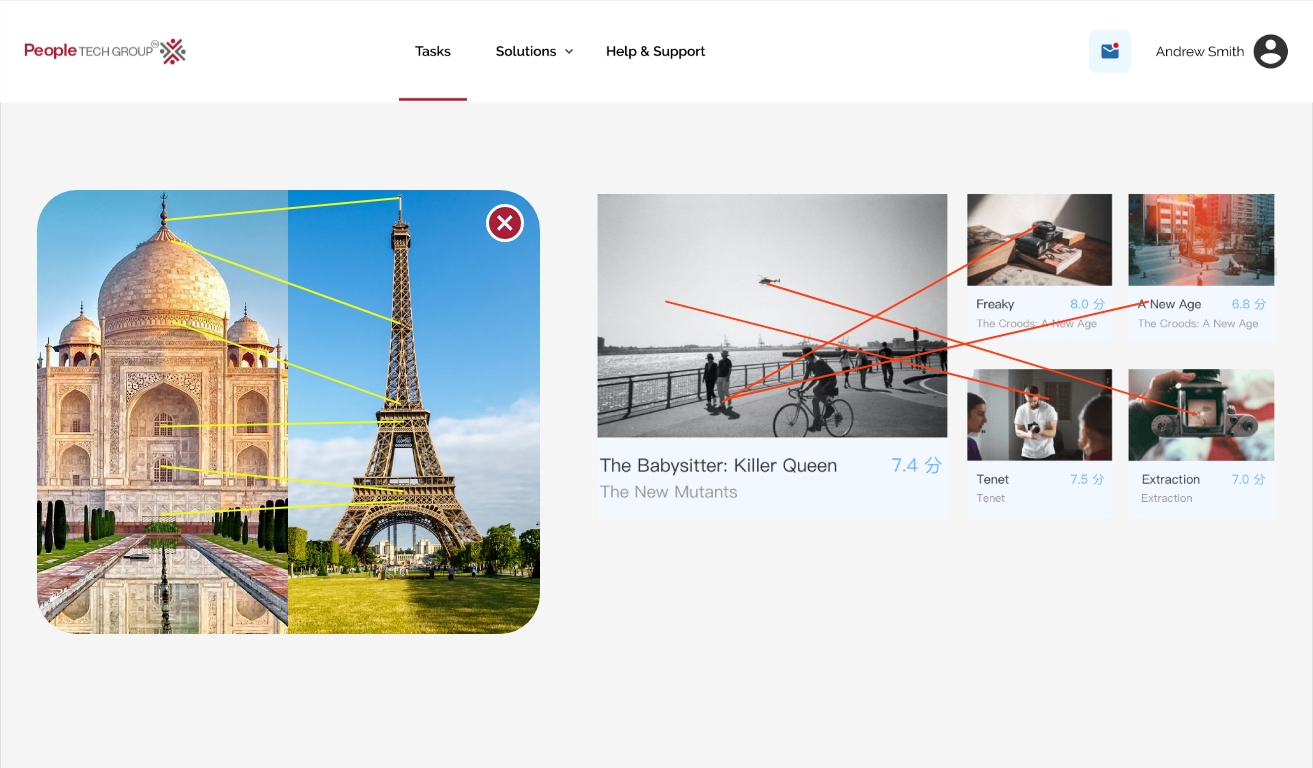 People TECH GROUP
Tasks
Solutions
Help & Support
Andrew Smith
Freaky 8.0 分
The Croods: A New Age
A New Age 6.8 分
The Croods: A New Age
The Babysitter: Killer Queen 7.4 分
The New Mutants
Tenet 7.5 分
Tenet
Extraction 7.0 分
Extraction